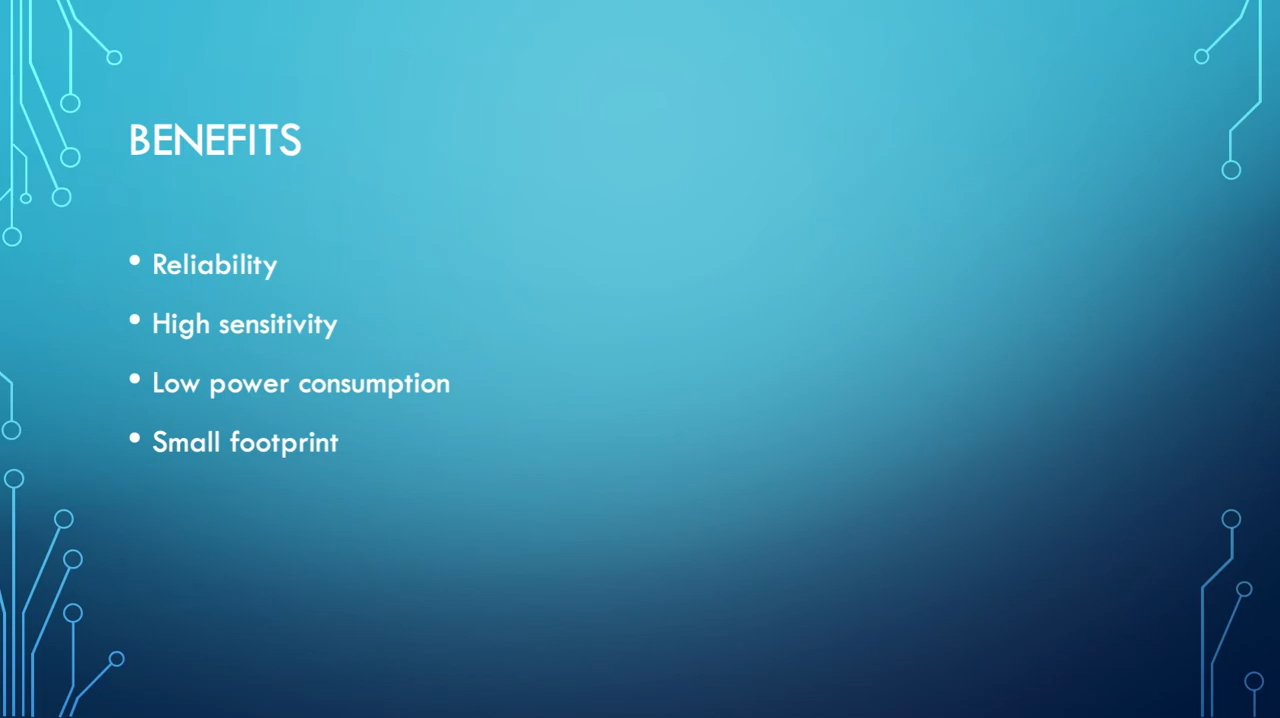 BENEFITS
• Reliability
• High sensitivity
• Low power consumption
• Small footprint